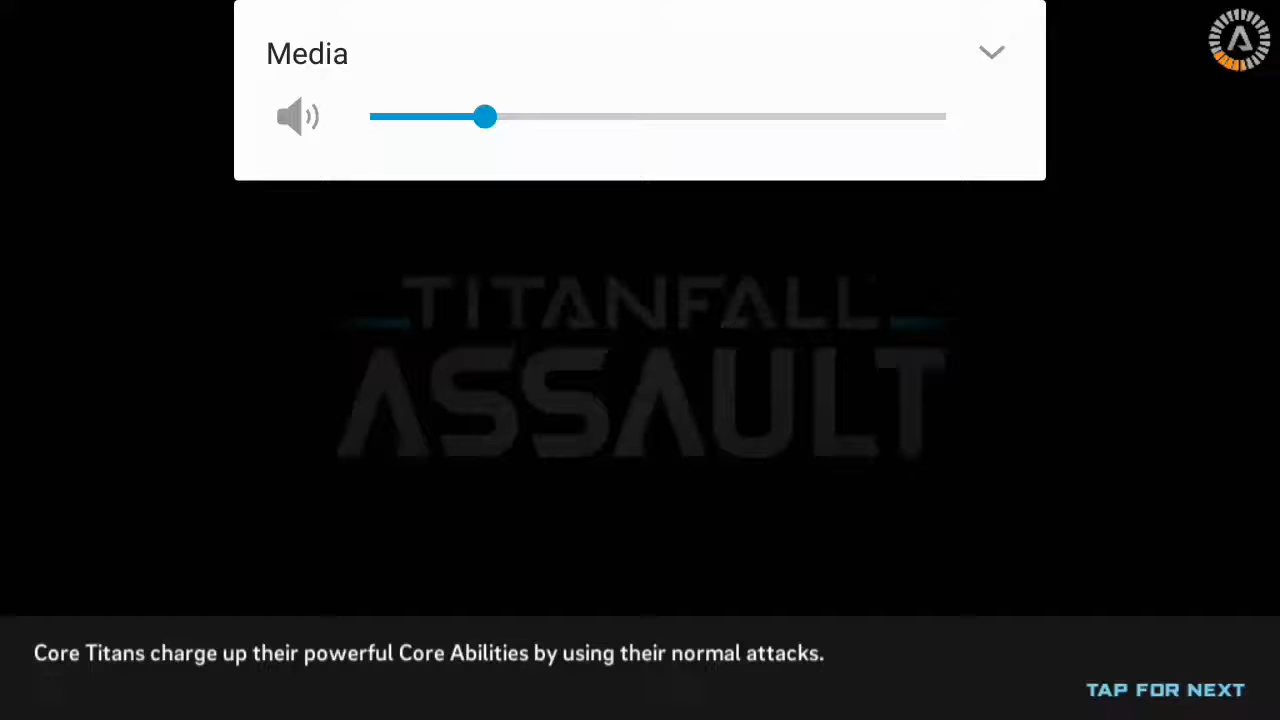 Media
TITANFALL
ASSAULT
Core Titans charge up their powerful Core Abilities by using their normal attacks.
TAP FOR NEXT